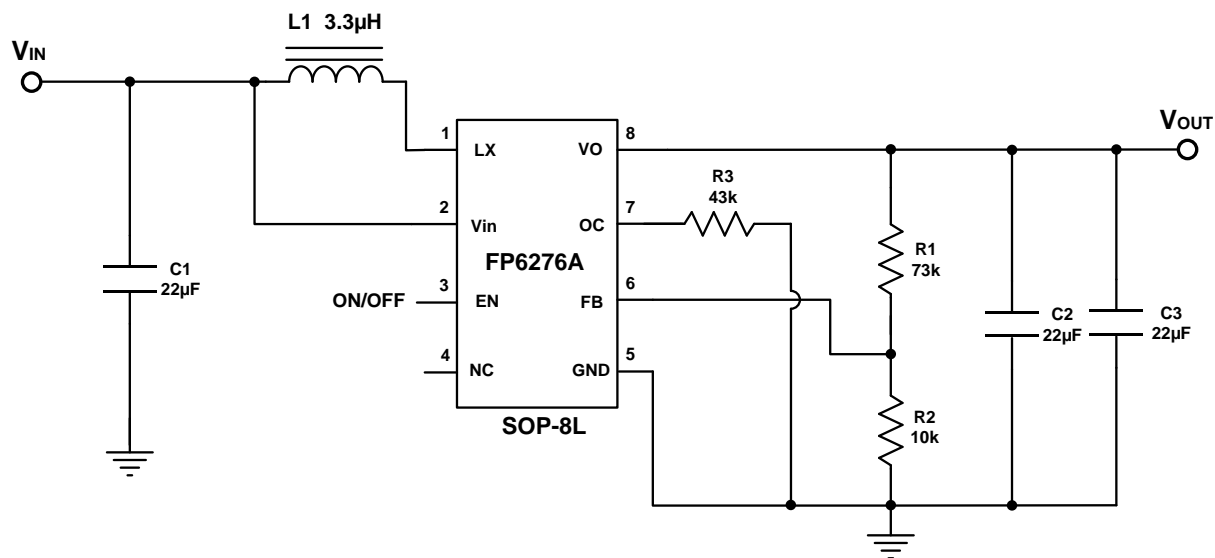 L1 3.3µH
VIN
VOUT
1
LX
VO
8
R3
43k
2
Vin
OC
7
R1
73k
FP6276A
C1
22µF
ON/OFF
3
EN
FB
6
C2
22µF
C3
22µF
4
NC
GND
5
R2
10k
SOP-8L